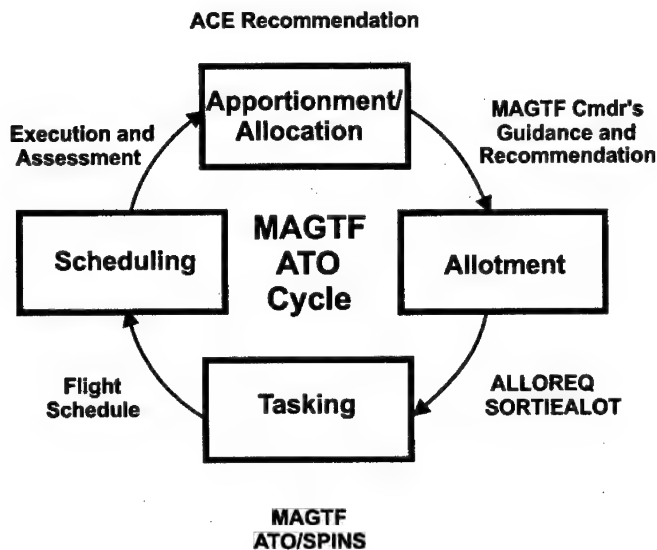 ACE Recommendation
Apportionment/
Allocation
Execution and
Assessment
MAGTF Cmdr's
Guidance and
Recommendation
Scheduling
MAGTF
ATO
Cycle
Allotment
Flight
Schedule
Tasking
ALLOREQ
SORTIEALOT
MAGTF
ATO/SPINS